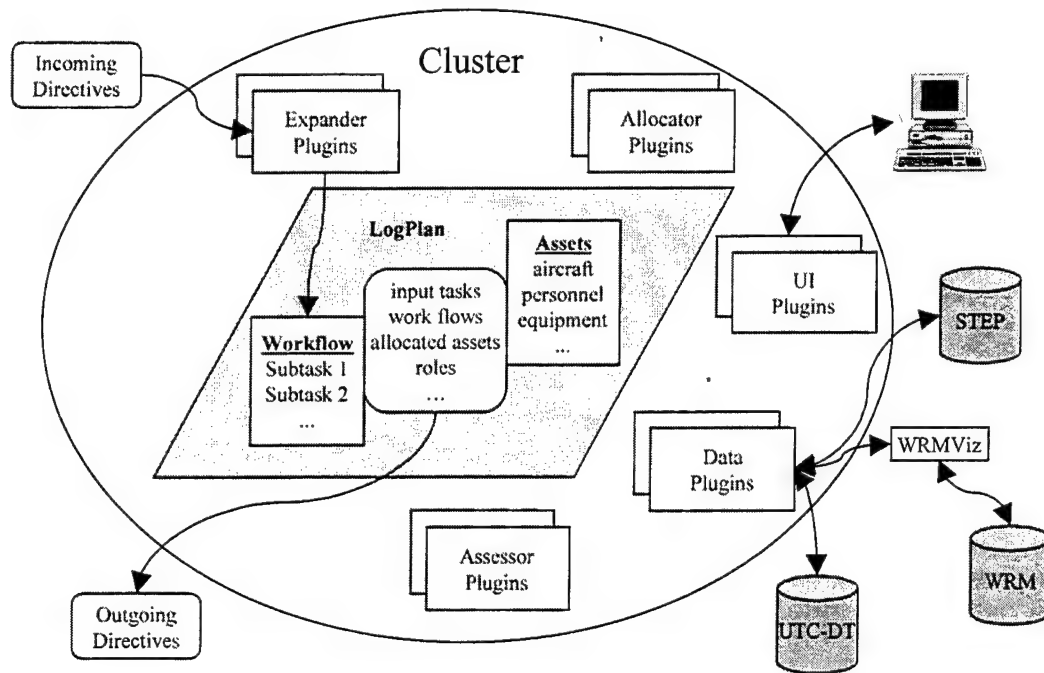 Cluster
Incoming
Directives
Expander
Plugins
Allocator
Plugins
LogPlan
Assets
aircraft
personnel
equipment
...
input tasks
work flows
allocated assets
roles
...
Workflow
Subtask 1
Subtask 2
...
UI
Plugins
STEP
Data
Plugins
WRMViz
WRM
UTC-DT
Assessor
Plugins
Outgoing
Directives